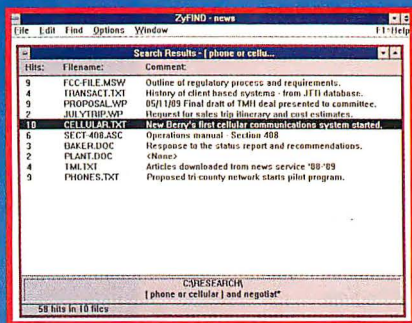 ZyFIND - news
File Edit Find Options Window F1=Help
Search Results - [ phone or cellu...
Hits: Filename: Comment:
9 FCC-FILE.MSW Outline of regulatory process and requirements.
4 TRANSACT.TXT History of client based systems - from JTTI database.
9 PROPOSAL.WP 05/11/89 Final draft of TMH deal presented to committee.
2 JULYTRIP.WP Request for sales trip itinerary and cost estimates.
10 CELLULAR.TXT New Berry's first cellular communications system started.
6 SECT-408.ASC Operations manual - Section 408
3 BAKER.DOC Response to the status report and recommendations.
2 PLANT.DOC <None>
4 TMI.TXT Articles downloaded from news service '88-'89
9 PHONES.TXT Proposed tri county network starts pilot program.
C:\RESEARCH\
[ phone or cellular ] and negotiat*
58 hits in 10 files